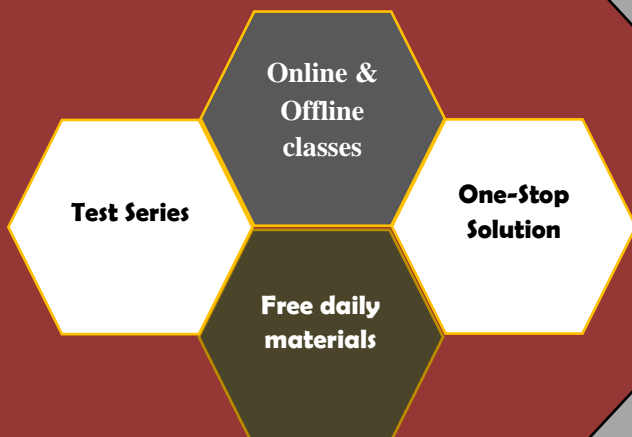 Online &
Offline
classes
Test Series
One-Stop
Solution
Free daily
materials